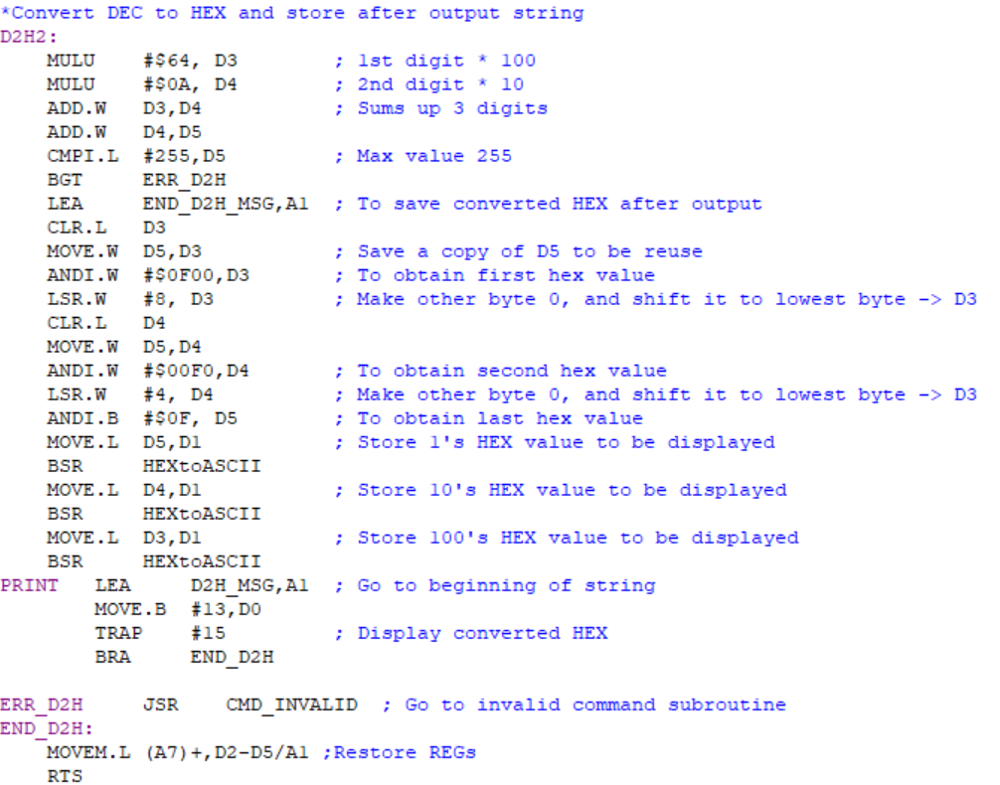 *Convert DEC to HEX and store after output string
D2H2:
    MULU    #$64, D3        ; 1st digit * 100
    MULU    #$0A, D4        ; 2nd digit * 10
    ADD.W   D3,D4           ; Sums up 3 digits
    ADD.W   D4,D5
    CMPI.L  #255,D5         ; Max value 255
    BGT     ERR_D2H
    LEA     END_D2H_MSG,A1  ; To save converted HEX after output
    CLR.L   D3
    MOVE.W  D5,D3           ; Save a copy of D5 to be reuse
    ANDI.W  #$0F00,D3       ; To obtain first hex value
    LSR.W   #8, D3          ; Make other byte 0, and shift it to lowest byte -> D3
    CLR.L   D4
    MOVE.W  D5,D4
    ANDI.W  #$00F0,D4       ; To obtain second hex value
    LSR.W   #4, D4          ; Make other byte 0, and shift it to lowest byte -> D3
    ANDI.B  #$0F, D5        ; To obtain last hex value
    MOVE.L  D5,D1           ; Store 1's HEX value to be displayed
    BSR     HEXtoASCII
    MOVE.L  D4,D1           ; Store 10's HEX value to be displayed
    BSR     HEXtoASCII
    MOVE.L  D3,D1           ; Store 100's HEX value to be displayed
    BSR     HEXtoASCII
PRINT   LEA     D2H_MSG,A1  ; Go to beginning of string
        MOVE.B  #13,D0
        TRAP    #15         ; Display converted HEX
        BRA     END_D2H

ERR_D2H     JSR    CMD_INVALID  ; Go to invalid command subroutine
END_D2H:
    MOVEM.L (A7)+,D2-D5/A1 ;Restore REGs
    RTS